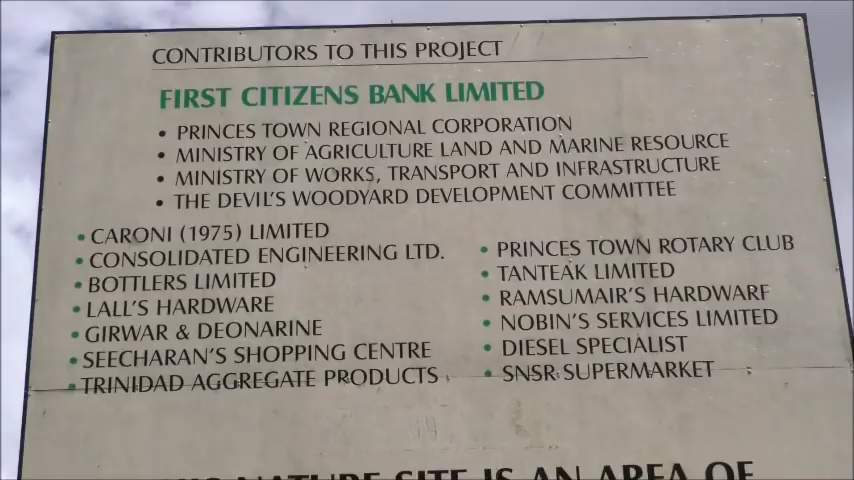 CONTRIBUTORS TO THIS PROJECT
FIRST CITIZENS BANK LIMITED
• PRINCES TOWN REGIONAL CORPORATION
• MINISTRY OF AGRICULTURE LAND AND MARINE RESOURCE
• MINISTRY OF WORKS, TRANSPORT AND INFRASTRUCTURE
• THE DEVIL'S WOODYARD DEVELOPMENT COMMITTEE
• CARONI (1975) LIMITED
• CONSOLIDATED ENGINEERING LTD.
• BOTTLERS LIMITED
• LALL'S HARDWARE
• GIRWAR & DEONARINE
• SEECHARAN'S SHOPPING CENTRE
• TRINIDAD AGGREGATE PRODUCTS
• PRINCES TOWN ROTARY CLUB
• TANTEAK LIMITED
• RAMSUMAIR'S HARDWARE
• NOBIN'S SERVICES LIMITED
• DIESEL SPECIALIST
• SNSR SUPERMARKET
NATURE SITE IS AN AREA OF